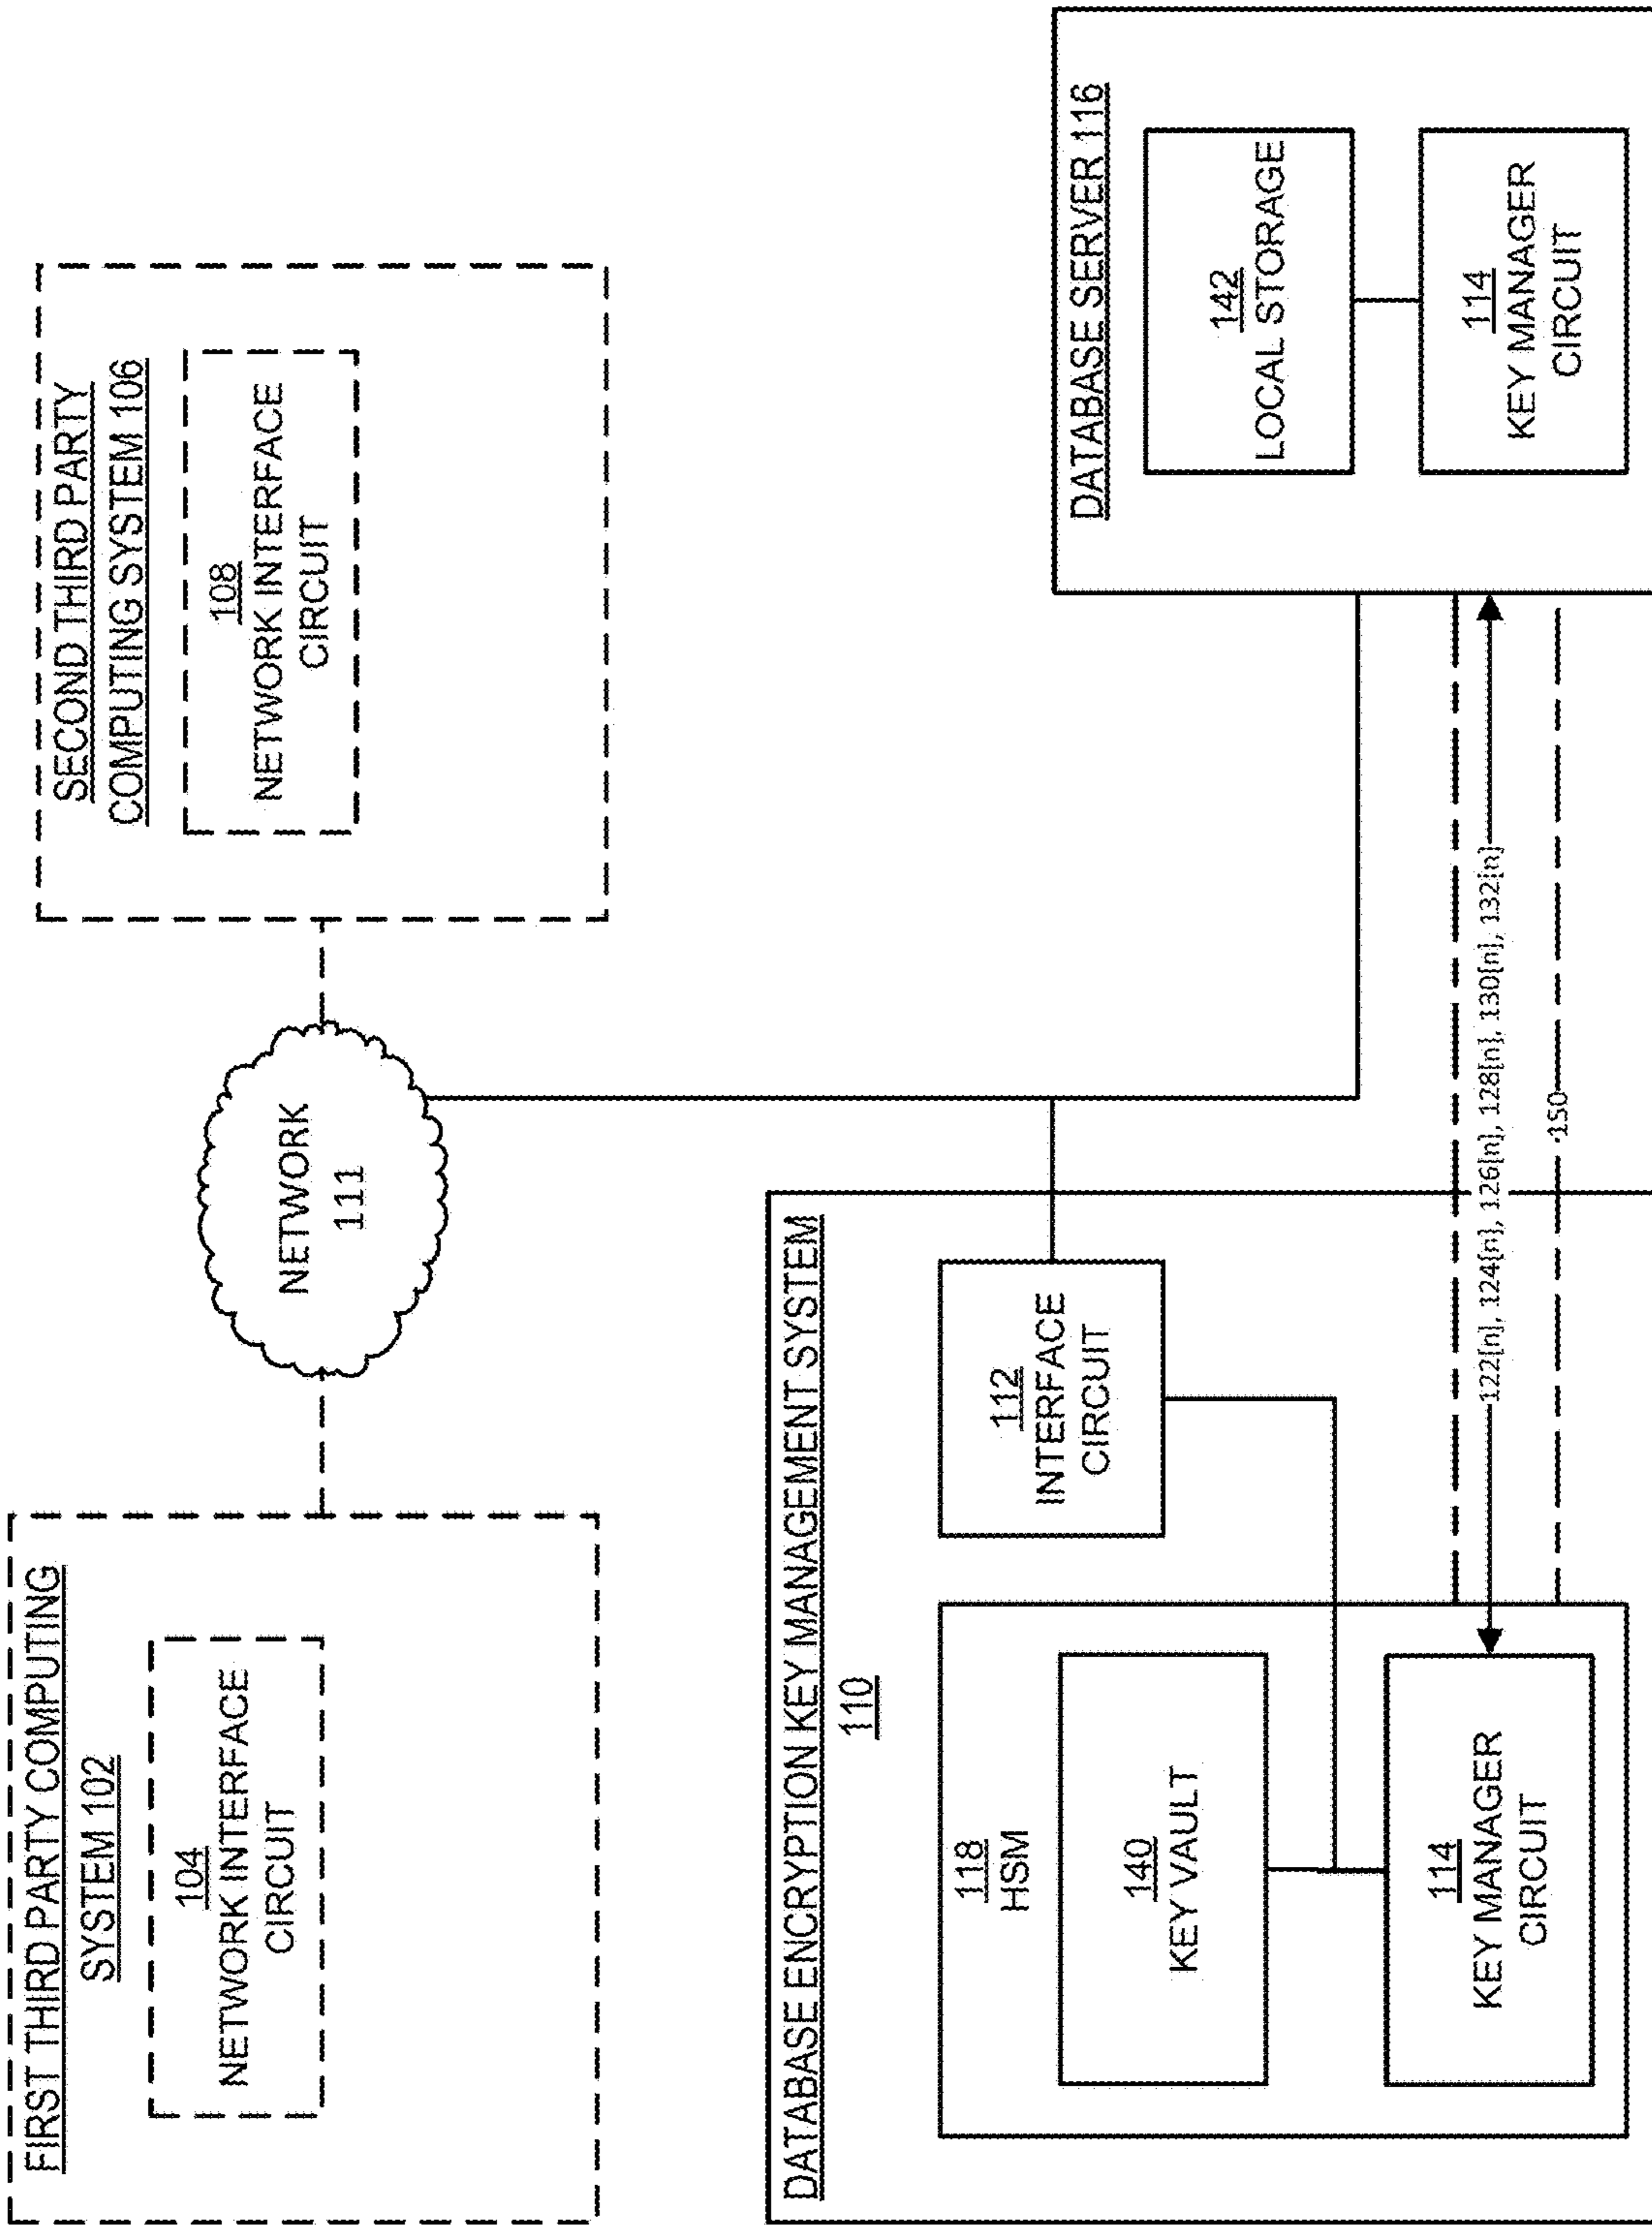 FIRST THIRD PARTY COMPUTING
SYSTEM 102
104
NETWORK INTERFACE
CIRCUIT
NETWORK
111
SECOND THIRD PARTY
COMPUTING SYSTEM 106
108
NETWORK INTERFACE
CIRCUIT
DATABASE ENCRYPTION KEY MANAGEMENT SYSTEM
110
112
INTERFACE
CIRCUIT
118
HSM
140
KEY VAULT
114
KEY MANAGER
CIRCUIT
122[n], 124[n], 126[n], 128[n], 130[n], 132[n]
150
DATABASE SERVER 116
142
LOCAL STORAGE
114
KEY MANAGER
CIRCUIT